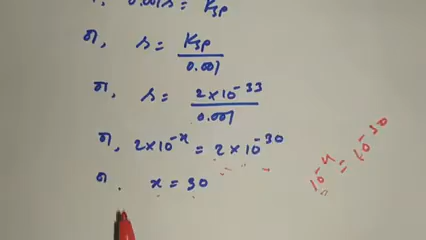 বা, 0.001s = Ksp
বা, s = Ksp / 0.001
বা, s = 2×10^-33 / 0.001
বা, 2×10^-x = 2×10^-30
বা, x = 30
10^-x = 10^-30